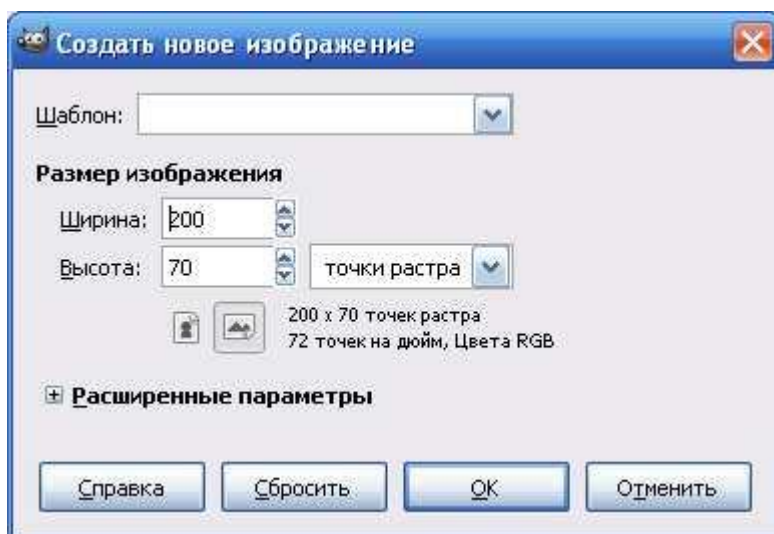 Создать новое изображение
Шаблон:
Размер изображения
Ширина: 200
Высота: 70 точки растра
200 x 70 точек растра
72 точек на дюйм, Цвета RGB
Расширенные параметры
Справка Сбросить OK Отменить